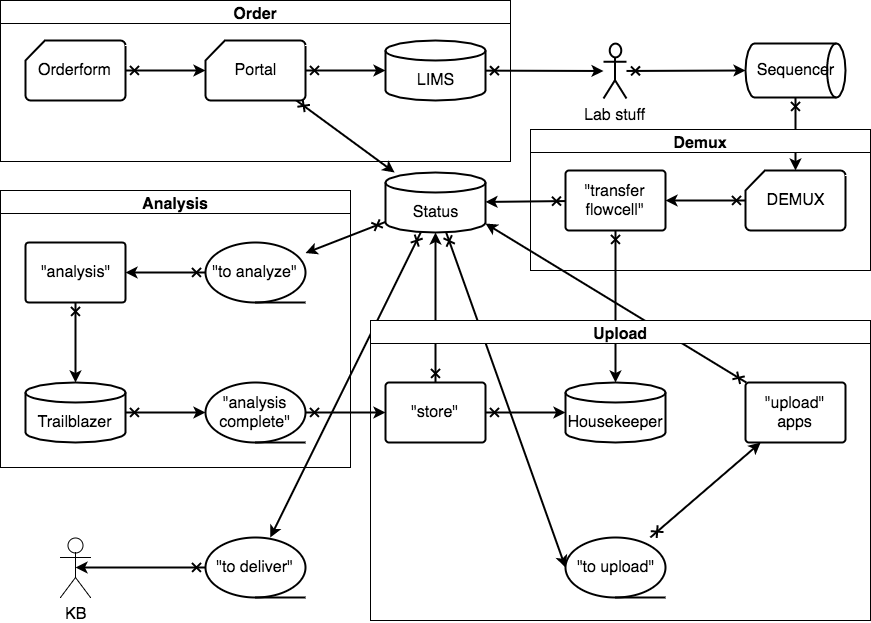 Order
Orderform
Portal
LIMS
Lab stuff
Sequencer
Demux
"transfer
flowcell"
DEMUX
Status
Analysis
"analysis"
"to analyze"
Trailblazer
"analysis
complete"
Upload
"store"
Housekeeper
"upload"
apps
KB
"to deliver"
"to upload"